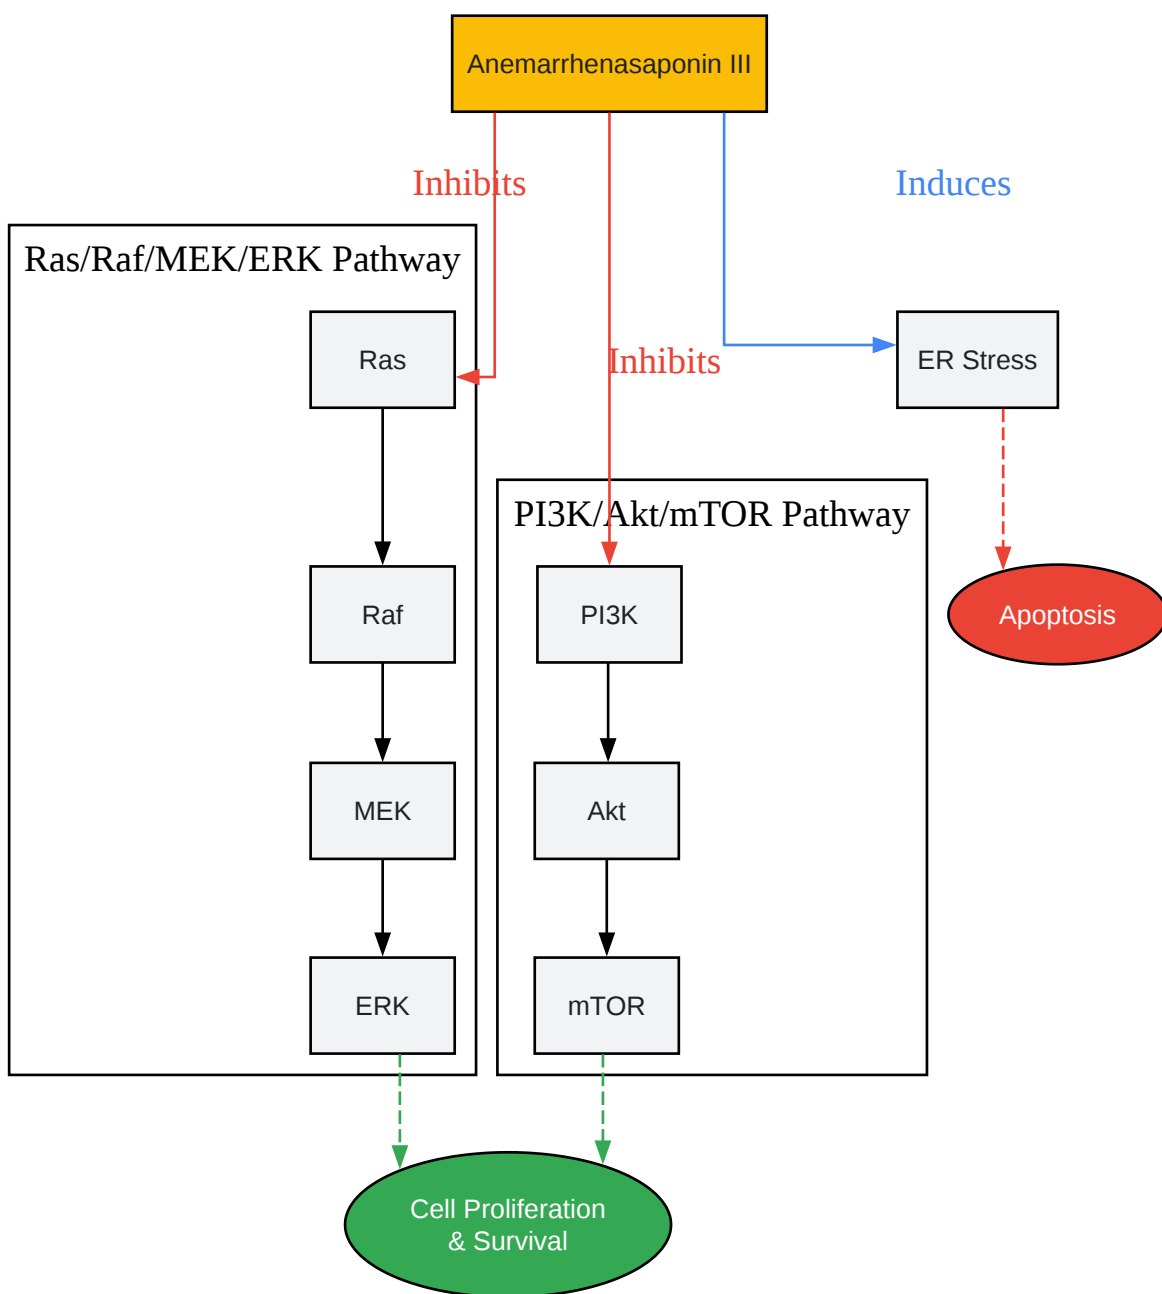 Anemarrhenasaponin III
Inhibits
Induces
Ras/Raf/MEK/ERK Pathway
Ras
Inhibits
ER Stress
PI3K/Akt/mTOR Pathway
Raf
PI3K
Apoptosis
MEK
Akt
ERK
mTOR
Cell Proliferation
& Survival